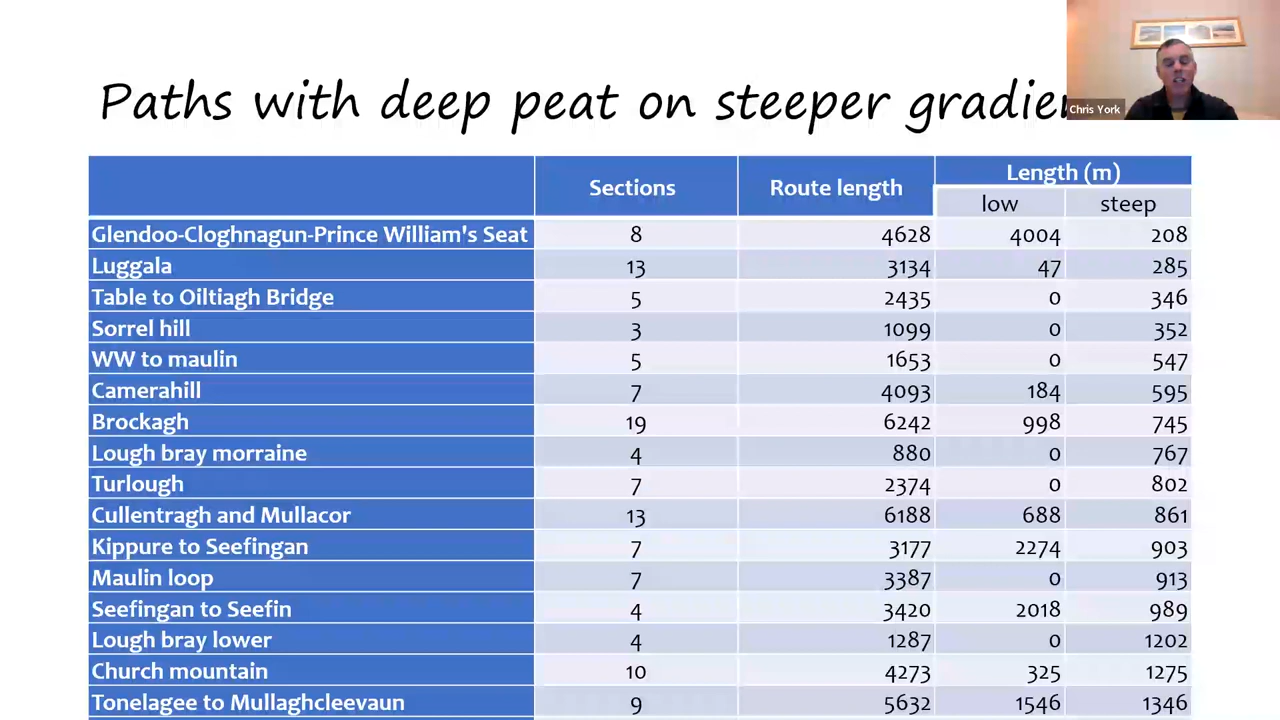 Paths with deep peat on steeper
Chris York
Sections Route length Length (m)
low steep
Glendoo-Cloghnagun-Prince William's Seat 8 4628 4004 208
Luggala 13 3134 47 285
Table to Oiltiagh Bridge 5 2435 0 346
Sorrel hill 3 1099 0 352
WW to maulin 5 1653 0 547
Camerahill 7 4093 184 595
Brockagh 19 6242 998 745
Lough bray morraine 4 880 0 767
Turlough 7 2374 0 802
Cullentragh and Mullacor 13 6188 688 861
Kippure to Seefingan 7 3177 2274 903
Maulin loop 7 3387 0 913
Seefingan to Seefin 4 3420 2018 989
Lough bray lower 4 1287 0 1202
Church mountain 10 4273 325 1275
Tonelagee to Mullaghcleevaun 9 5632 1546 1346